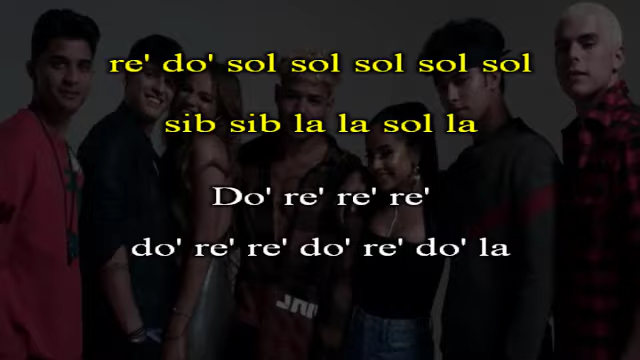 re' do' sol sol sol sol sol
sib sib la la sol la
Do' re' re' re'
do' re' re' do' re' do' la